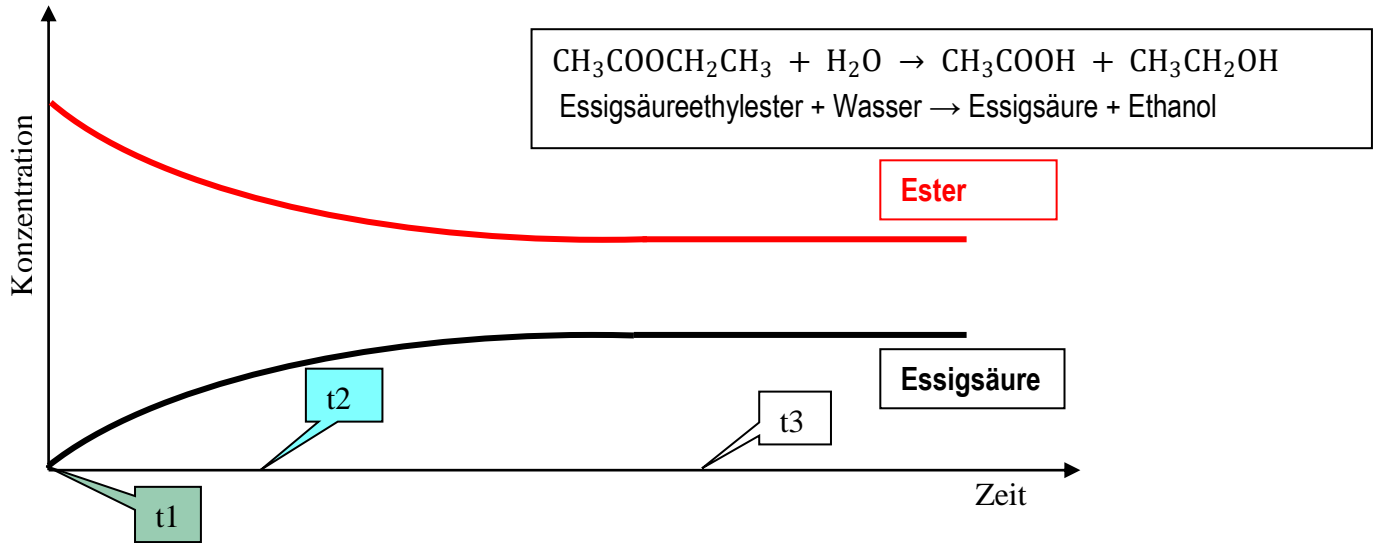 CH₃COOCH₂CH₃ + H₂O → CH₃COOH + CH₃CH₂OH
Essigsäureethylester + Wasser → Essigsäure + Ethanol
Konzentration
Ester
Essigsäure
t2
t3
t1
Zeit